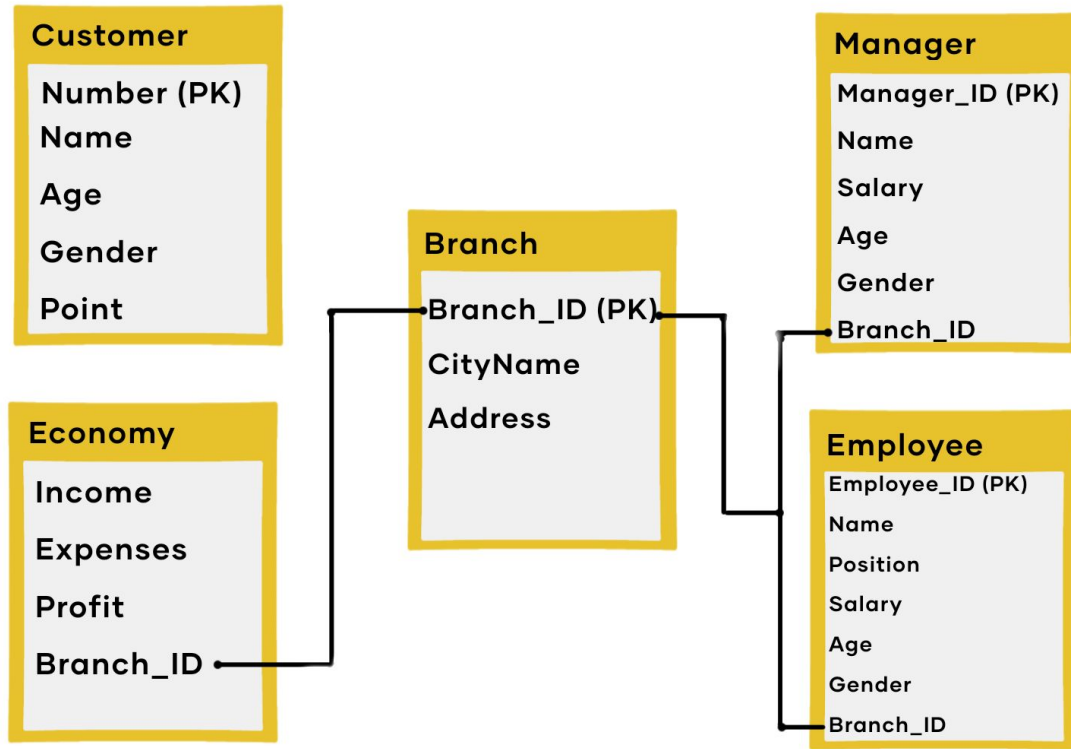 Customer
Number (PK)
Name
Age
Gender
Point
Economy
Income
Expenses
Profit
Branch_ID
Branch
Branch_ID (PK)
CityName
Address
Manager
Manager_ID (PK)
Name
Salary
Age
Gender
Branch_ID
Employee
Employee_ID (PK)
Name
Position
Salary
Age
Gender
Branch_ID